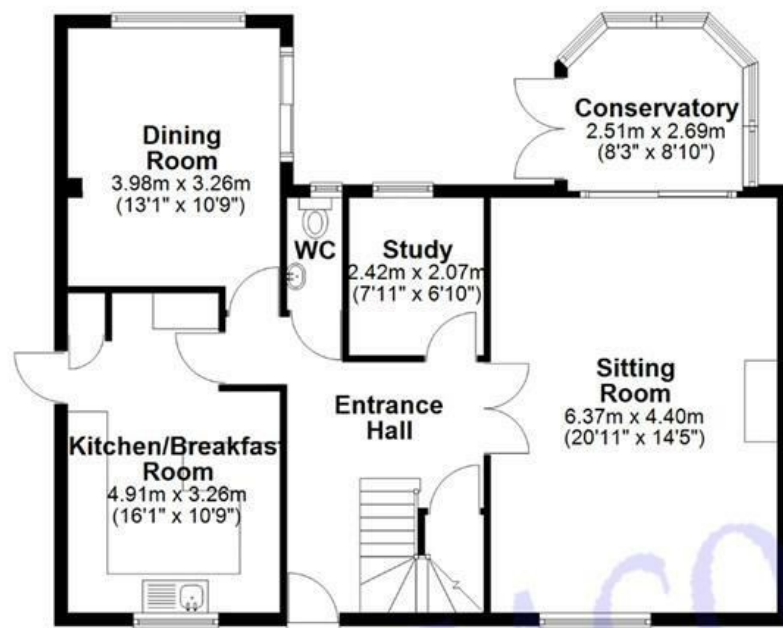 Dining
Room
3.98m x 3.26m
(13'1" x 10'9")
Conservatory
2.51m x 2.69m
(8'3" x 8'10")
WC
Study
2.42m x 2.07m
(7'11" x 6'10")
Sitting
Room
6.37m x 4.40m
(20'11" x 14'5")
Entrance
Hall
Kitchen/Breakfast
Room
4.91m x 3.26m
(16'1" x 10'9")